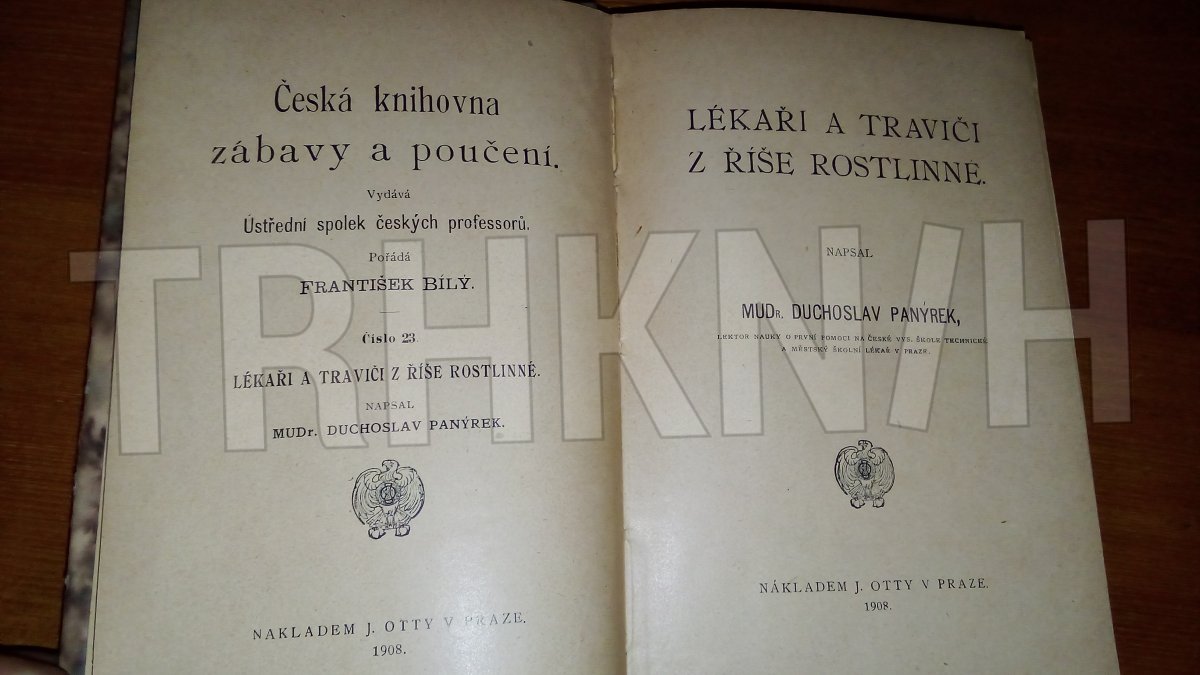 Česká knihovna
zábavy a poučení.
Vydává
Ústřední spolek českých professorů.
Pořádá
FRANTIŠEK BÍLÝ.
Číslo 23.
LÉKAŘI A TRAVIČI Z ŘÍŠE ROSTLINNÉ.
NAPSAL
MUDr. DUCHOSLAV PANÝREK.
NÁKLADEM J. OTTY V PRAZE.
1908.
LÉKAŘI A TRAVIČI
Z ŘÍŠE ROSTLINNÉ.
NAPSAL
MUDR. DUCHOSLAV PANÝREK,
LEKTOR NAUKY O PRVNÍ POMOCI NA ČESKÉ VYS. ŠKOLE TECHNICKÉ
A MĚSTSKÝ ŠKOLNÍ LÉKAŘ V PRAZE.
NÁKLADEM J. OTTY V PRAZE.
1908.
TRHKN/H